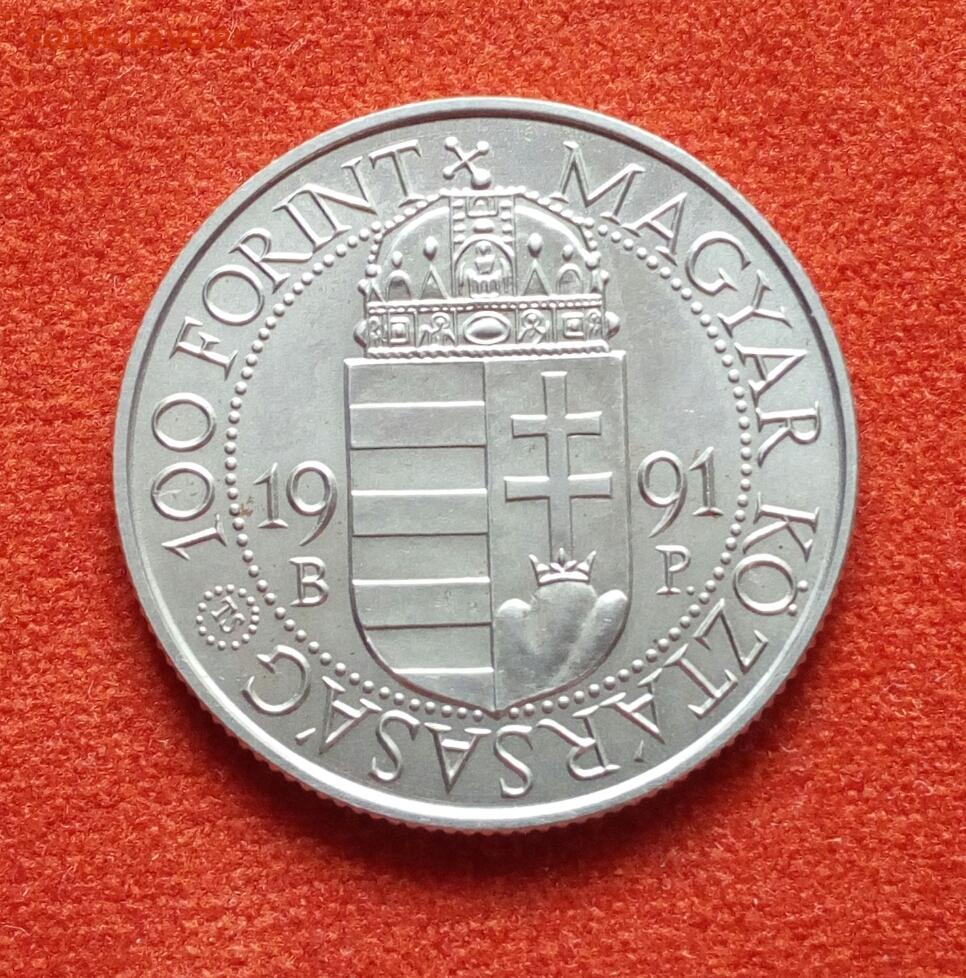 MAGYAR KÖZTÁRSASÁG
100 FORINT
19 91
B P.